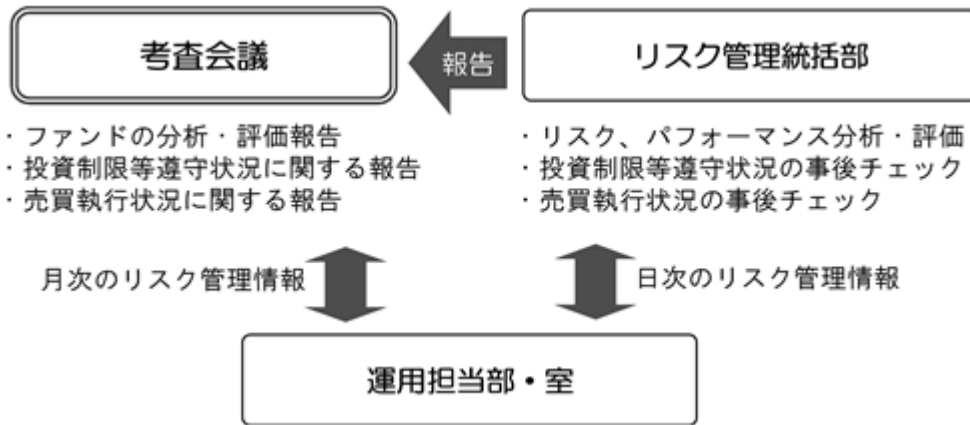 考査会議
報告
リスク管理統括部
・ファンドの分析・評価報告
・投資制限等遵守状況に関する報告
・売買執行状況に関する報告
・リスク、パフォーマンス分析・評価
・投資制限等遵守状況の事後チェック
・売買執行状況の事後チェック
月次のリスク管理情報
日次のリスク管理情報
運用担当部・室